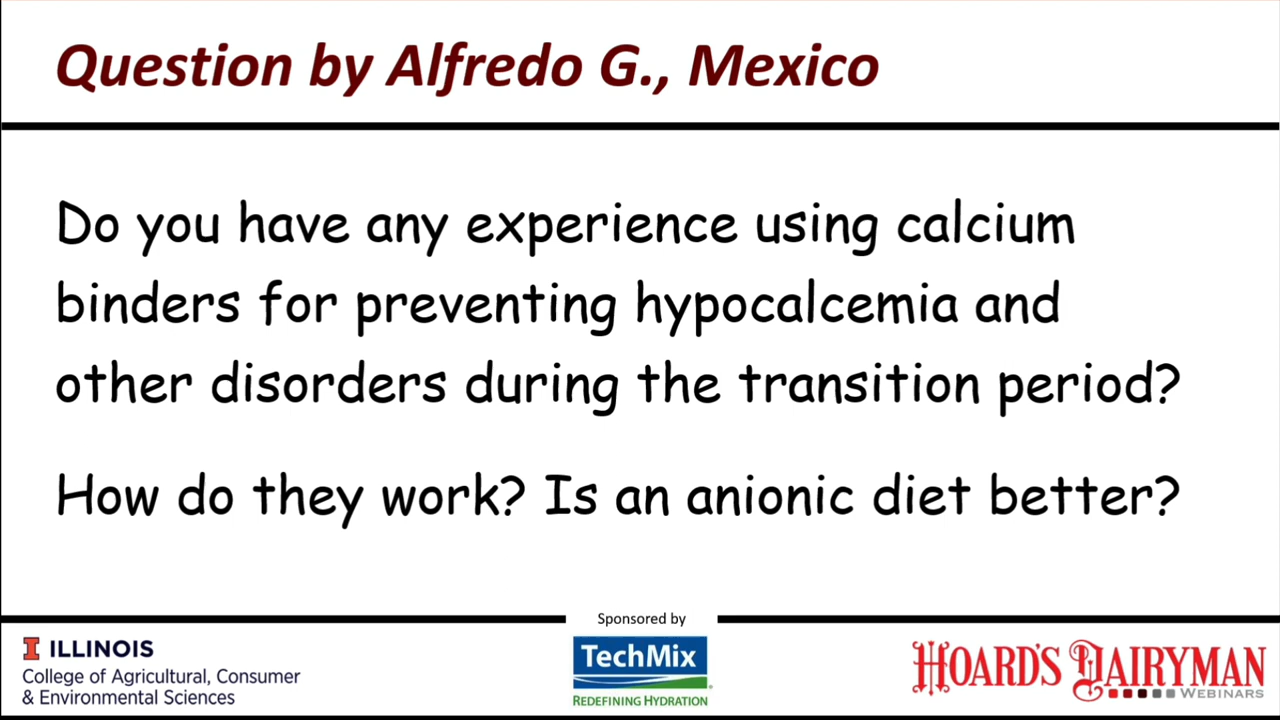 Question by Alfredo G., Mexico
Do you have any experience using calcium
binders for preventing hypocalcemia and
other disorders during the transition period?
How do they work? Is an anionic diet better?
Sponsored by
I ILLINOIS
College of Agricultural, Consumer
& Environmental Sciences
TechMix
REDEFINING HYDRATION
HOARD'S DAIRYMAN
WEBINARS